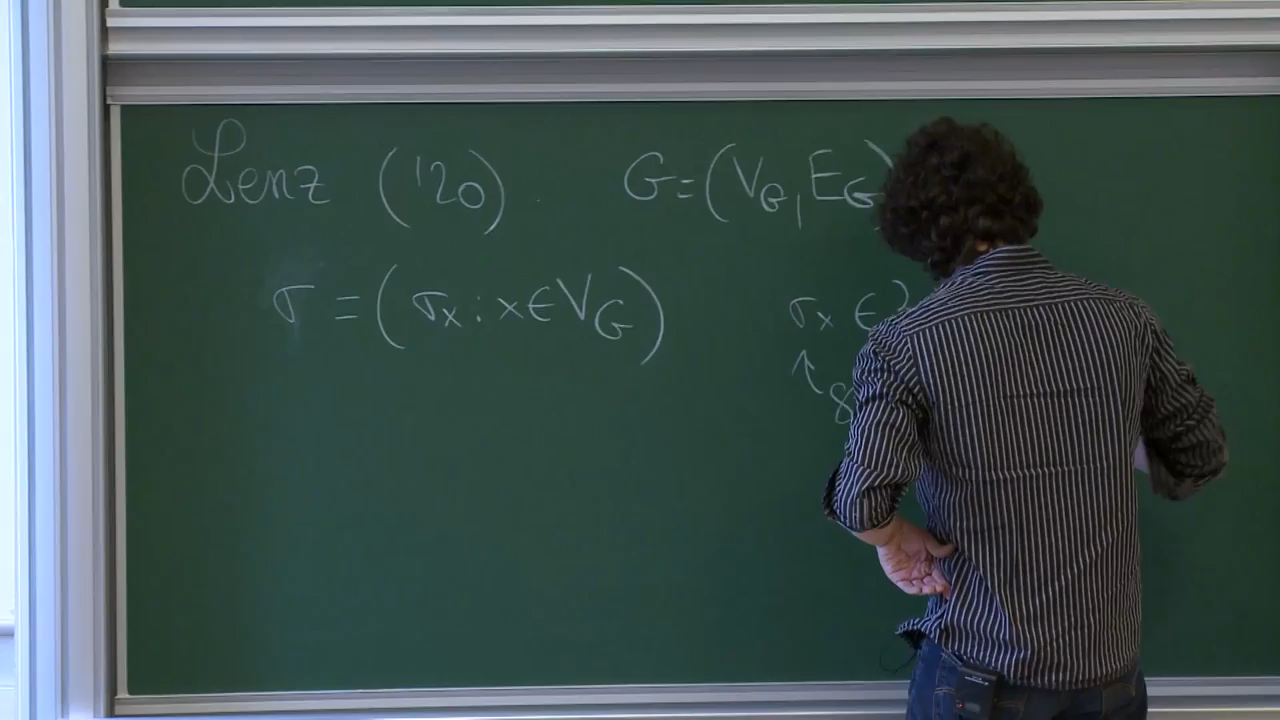 Lenz ('20). G=(V_G, E_G)
σ = (σ_x : x ∈ V_G) σ_x ∈
↑